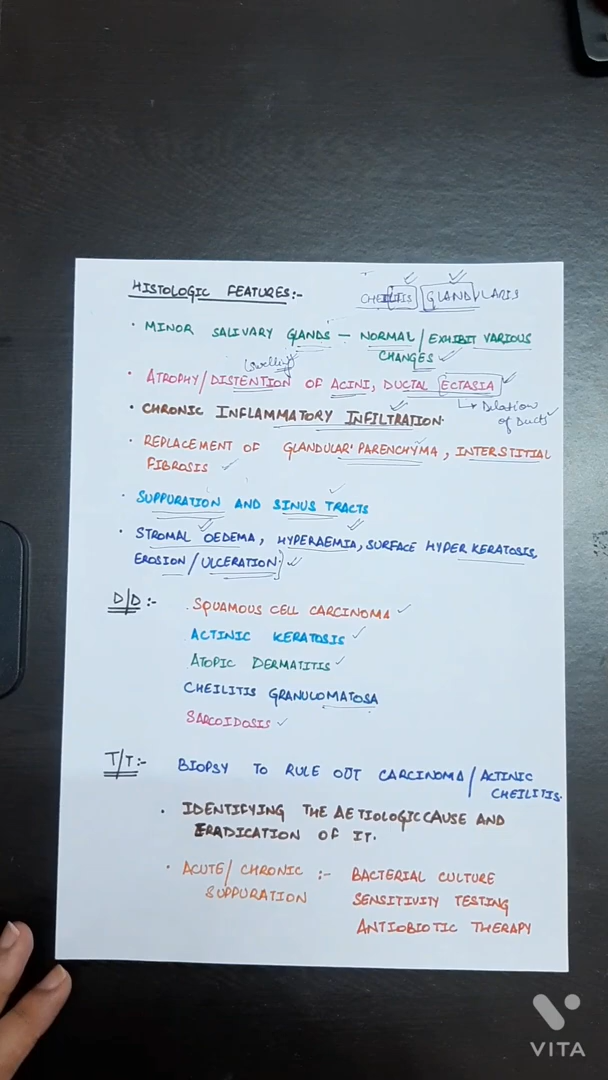 HISTOLOGIC FEATURES:-
CHEILITIS GLANDULARIS
• MINOR SALIVARY GLANDS — NORMAL/EXHIBIT VARIOUS
CHANGES
(swelling)
• ATROPHY/DISTENTION OF ACINI, DUCTAL ECTASIA
↳ Dilation
of Ducts
• CHRONIC INFLAMMATORY INFILTRATION.
• REPLACEMENT OF GLANDULAR PARENCHYMA, INTERSTITIAL
FIBROSIS
• SUPPURATION AND SINUS TRACTS
• STROMAL OEDEMA, HYPERAEMIA, SURFACE HYPER KERATOSIS,
EROSION/ULCERATION.
D/D:-
SQUAMOUS CELL CARCINOMA
ACTINIC KERATOSIS
ATOPIC DERMATITIS
CHEILITIS GRANULOMATOSA
SARCOIDOSIS
T/T:-
BIOPSY TO RULE OUT CARCINOMA/ACTINIC
CHEILITIS.
• IDENTIFYING THE AETIOLOGIC CAUSE AND
ERADICATION OF IT.
• ACUTE/CHRONIC :- BACTERIAL CULTURE
SUPPURATION SENSITIVITY TESTING
ANTIOBIOTIC THERAPY
VITA